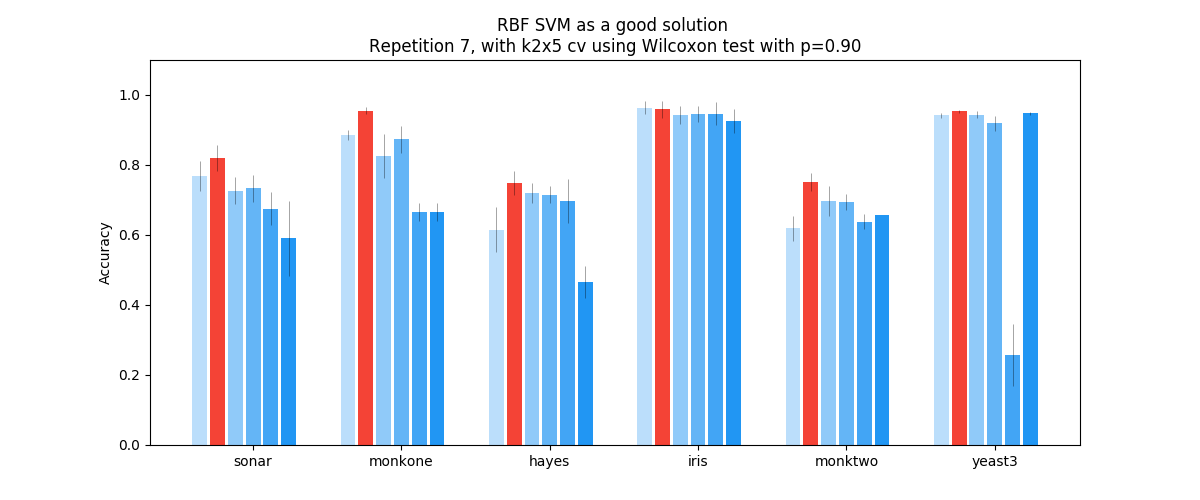 RBF SVM as a good solution
Repetition 7, with k2x5 cv using Wilcoxon test with p=0.90
Accuracy
1.0
0.8
0.6
0.4
0.2
0.0
sonar monkone hayes iris monktwo yeast3